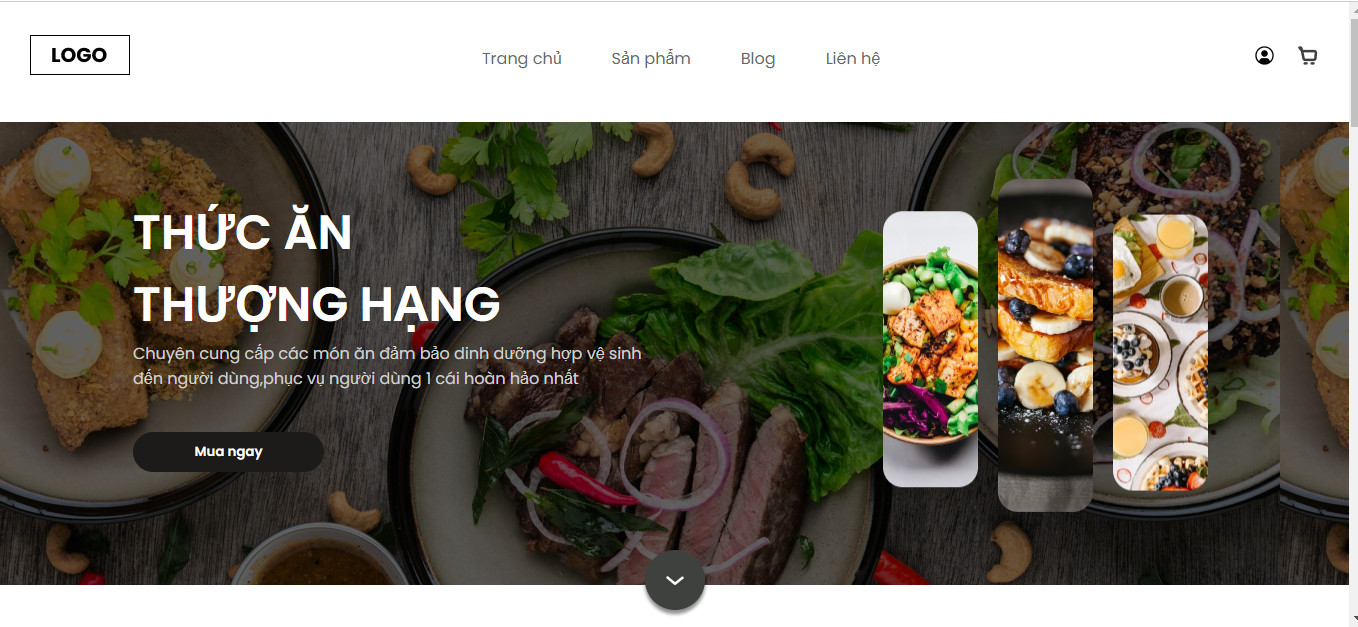 LOGO
Trang chủ
Sản phẩm
Blog
Liên hệ
THỨC ĂN
THƯỢNG HẠNG
Chuyên cung cấp các món ăn đảm bảo dinh dưỡng hợp vệ sinh
đến người dùng,phục vụ người dùng 1 cái hoàn hảo nhất
Mua ngay